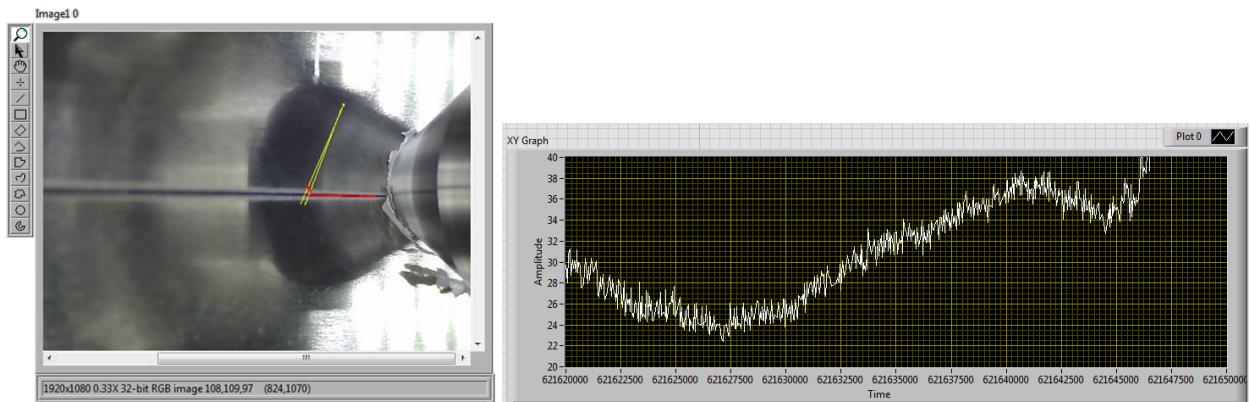 Image1 0
1920x1080 0.33X 32-bit RGB image 108,109,97 (824,1070)
XY Graph
Plot 0
Amplitude
40
38
36
34
32
30
28
26
24
22
20
621620000 621622500 621625000 621627500 621630000 621632500 621635000 621637500 621640000 621642500 621645000 621647500 621650000
Time